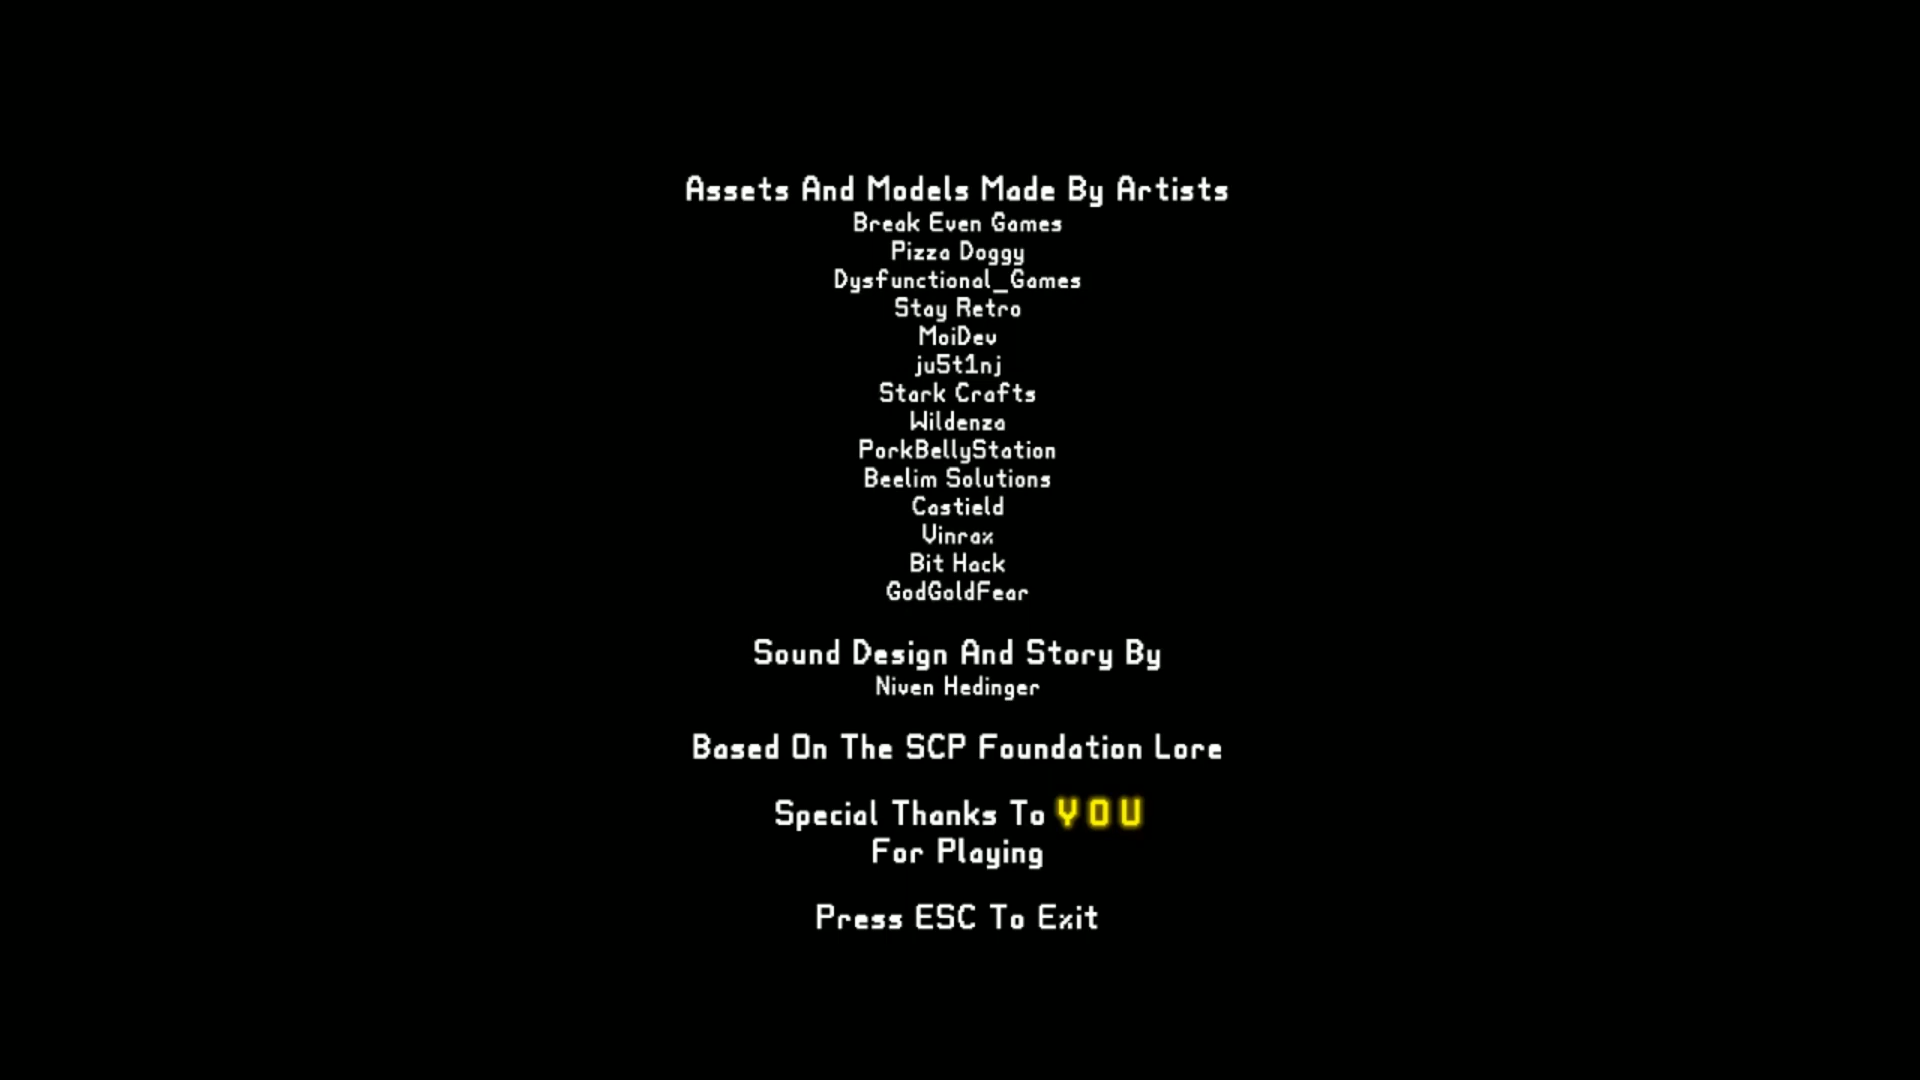 Assets And Models Made By Artists
Break Even Games
Pizza Doggy
Dysfunctional_Games
Stay Retro
MoiDev
ju5t1nj
Stark Crafts
Wildenza
PorkBellyStation
Beelim Solutions
Castield
Vinrax
Bit Hack
GodGoldFear
Sound Design And Story By
Niven Hedinger
Based On The SCP Foundation Lore
Special Thanks To Y O U
For Playing
Press ESC To Exit